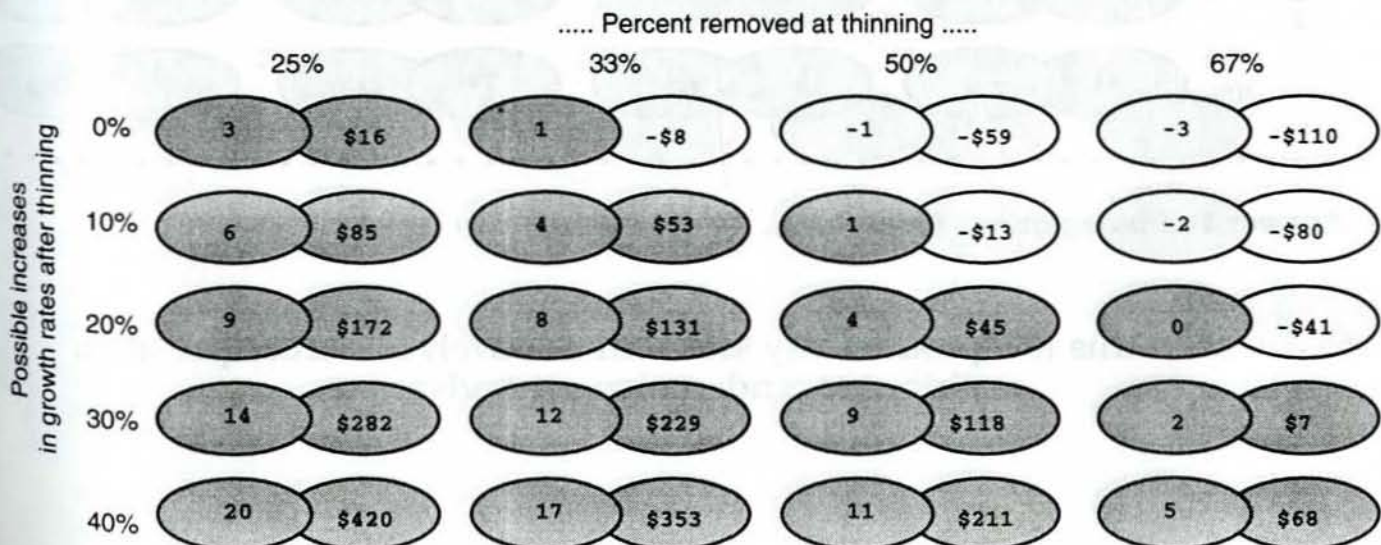 ..... Percent removed at thinning .....
25% 33% 50% 67%
Possible increases
in growth rates after thinning
0% 3 $16 1 -$8 -1 -$59 -3 -$110
10% 6 $85 4 $53 1 -$13 -2 -$80
20% 9 $172 8 $131 4 $45 0 -$41
30% 14 $282 12 $229 9 $118 2 $7
40% 20 $420 17 $353 11 $211 5 $68